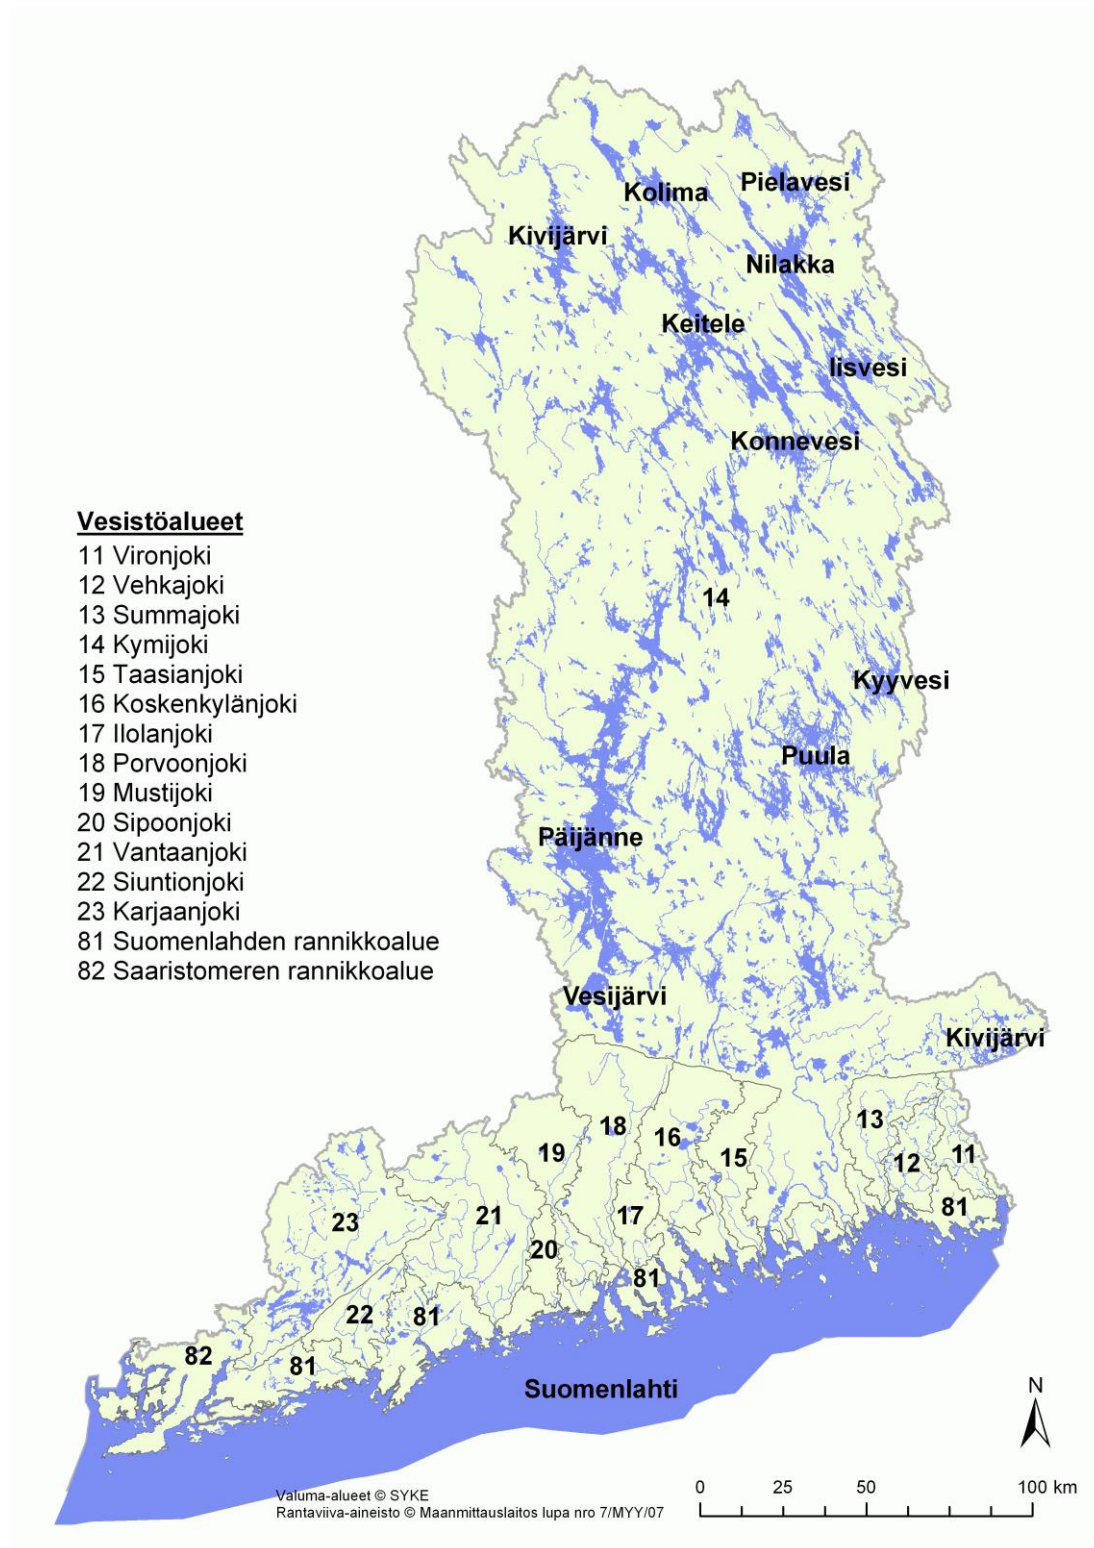 Kolima
Pielavesi
Kivijärvi
Nilakka
Keitele
Iisvesi
Konnevesi
Vesistöalueet
11 Vironjoki
12 Vehkajoki
13 Summajoki
14 Kymijoki
15 Taasianjoki
16 Koskenkylänjoki
17 Ilolanjoki
18 Porvoonjoki
19 Mustijoki
20 Sipoonjoki
21 Vantaanjoki
22 Siuntionjoki
23 Karjaanjoki
81 Suomenlahden rannikkoalue
82 Saaristomeren rannikkoalue
14
Kyyvesi
Puula
Päijänne
Vesijärvi
Kivijärvi
13
18
16
19
15
12
11
81
17
21
23
20
81
22
81
82
81
Suomenlahti
N
0 25 50 100 km
Valuma-alueet © SYKE
Rantaviiva-aineisto © Maanmittauslaitos lupa nro 7/MYY/07